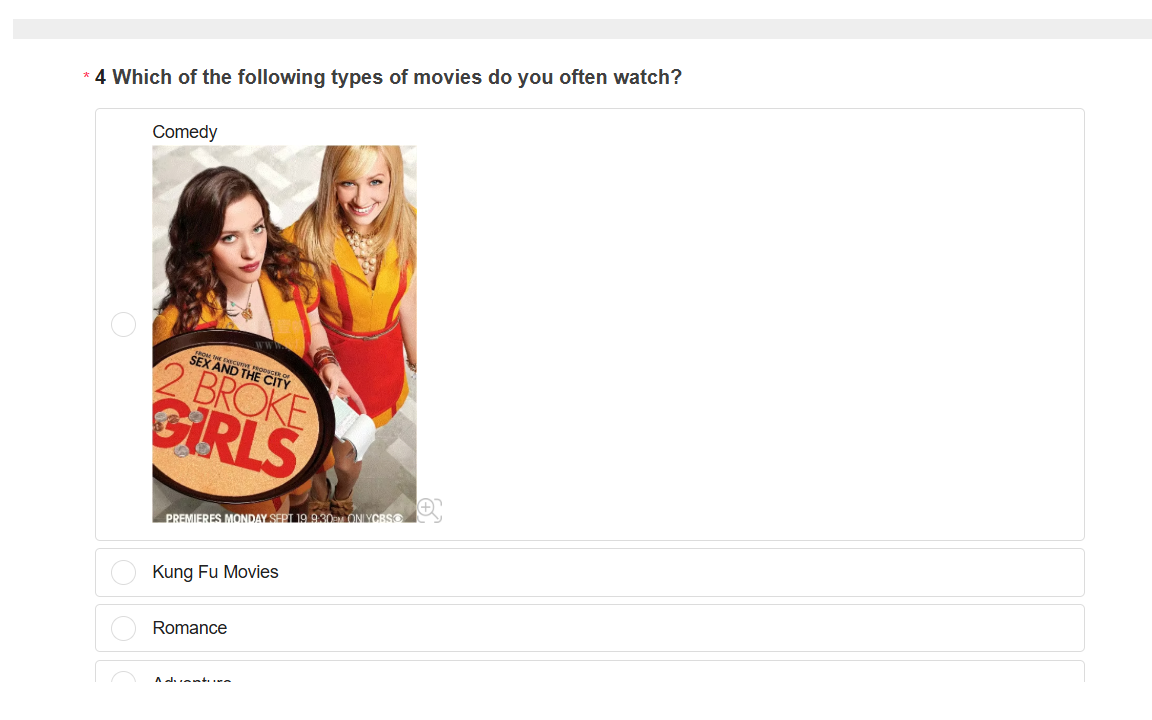 * 4 Which of the following types of movies do you often watch?
Comedy
FROM THE EXECUTIVE PRODUCER OF
SEX AND THE CITY
2 BROKE
GIRLS
PREMIERES MONDAY SEPT 19 9:30PM ONLY CBS
Kung Fu Movies
Romance
Adventure